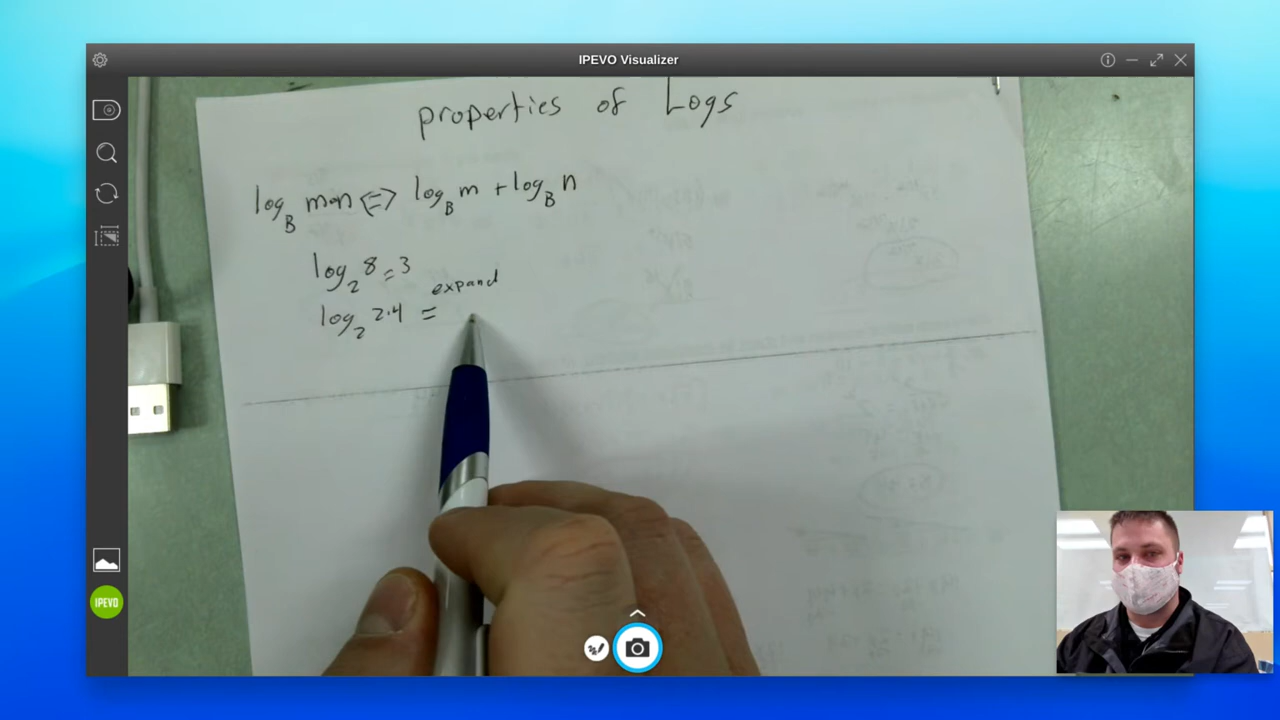 IPEVO Visualizer
properties of Logs
log_B m•n <=> log_B m + log_B n
log_2 8 = 3
expand
log_2 2·4 =
IPEVO